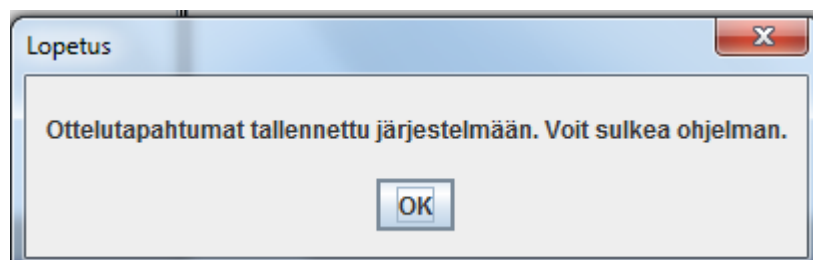 Lopetus
Ottelutapahtumat tallennettu järjestelmään. Voit sulkea ohjelman.
OK